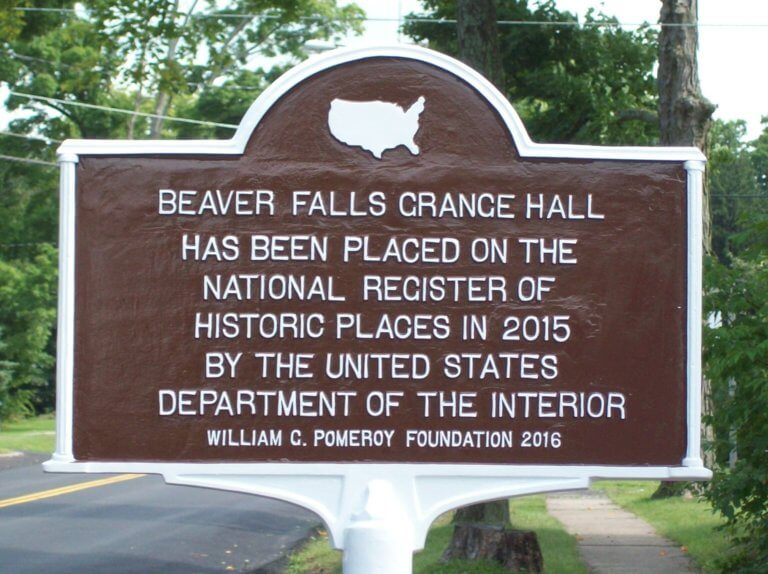 BEAVER FALLS GRANGE HALL
HAS BEEN PLACED ON THE
NATIONAL REGISTER OF
HISTORIC PLACES IN 2015
BY THE UNITED STATES
DEPARTMENT OF THE INTERIOR
WILLIAM G. POMEROY FOUNDATION 2016